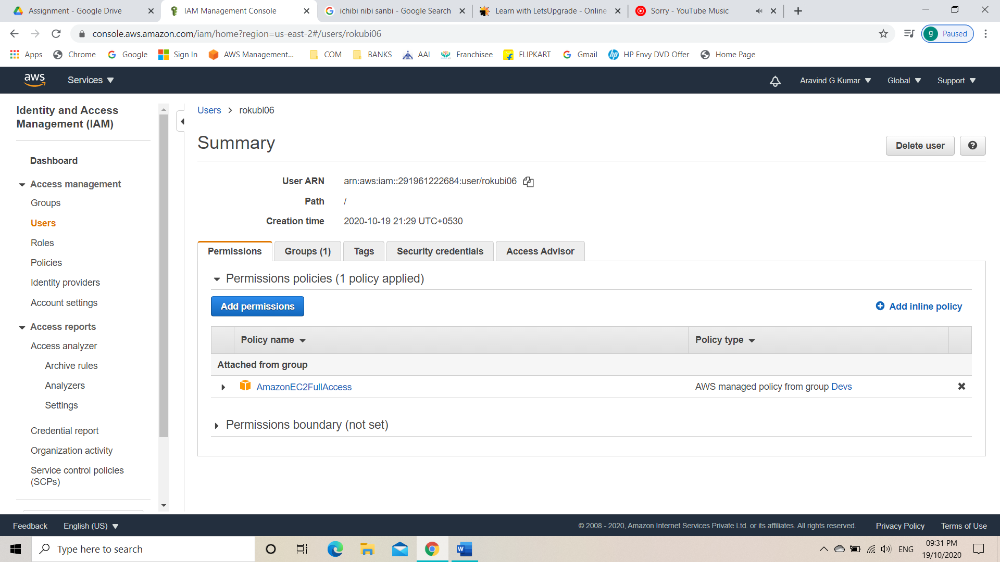 Assignment - Google Drive
IAM Management Console
ichibi nibi sanbi - Google Search
Learn with LetsUpgrade - Online
Sorry - YouTube Music
console.aws.amazon.com/iam/home?region=us-east-2#/users/rokubi06
g Paused
Apps Chrome Google Sign In AWS Management... COM BANKS AAI Franchisee FLIPKART Gmail HP Envy DVD Offer Home Page
aws Services Aravind G Kumar Global Support
Identity and Access
Management (IAM)
Dashboard
Access management
Groups
Users
Roles
Policies
Identity providers
Account settings
Access reports
Access analyzer
Archive rules
Analyzers
Settings
Credential report
Organization activity
Service control policies
(SCPs)
Users > rokubi06
Summary
Delete user
User ARN arn:aws:iam::291961222684:user/rokubi06
Path /
Creation time 2020-10-19 21:29 UTC+0530
Permissions Groups (1) Tags Security credentials Access Advisor
Permissions policies (1 policy applied)
Add permissions Add inline policy
Policy name Policy type
Attached from group
AmazonEC2FullAccess AWS managed policy from group Devs
Permissions boundary (not set)
Feedback English (US) © 2008 - 2020, Amazon Internet Services Private Ltd. or its affiliates. All rights reserved. Privacy Policy Terms of Use
Type here to search
ENG
09:31 PM
19/10/2020